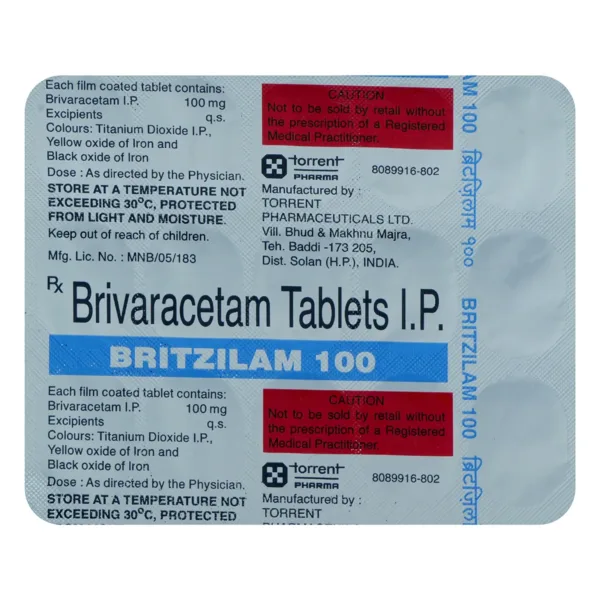 Each film coated tablet contains:
Brivaracetam I.P. 100 mg
Excipients q.s.
Colours: Titanium Dioxide I.P.,
Yellow oxide of Iron and
Black oxide of Iron
Dose : As directed by the Physician.
STORE AT A TEMPERATURE NOT
EXCEEDING 30°C, PROTECTED
FROM LIGHT AND MOISTURE.
Keep out of reach of children.
Mfg. Lic. No. : MNB/05/183
CAUTION
Not to be sold by retail without
the prescription of a Registered
Medical Practitioner.
torrent
PHARMA
8089916-802
Manufactured by :
TORRENT
PHARMACEUTICALS LTD.
Vill. Bhud & Makhnu Majra,
Teh. Baddi -173 205,
Dist. Solan (H.P.), INDIA.
Rx Brivaracetam Tablets I.P.
BRITZILAM 100
Each film coated tablet contains:
Brivaracetam I.P. 100 mg
Excipients q.s.
Colours: Titanium Dioxide I.P.,
Yellow oxide of Iron and
Black oxide of Iron
Dose : As directed by the Physician.
STORE AT A TEMPERATURE NOT
EXCEEDING 30°C, PROTECTED
CAUTION
Not to be sold by retail without
the prescription of a Registered
Medical Practitioner.
torrent
PHARMA
8089916-802
Manufactured by :
TORRENT
AM 100 ब्रिटज़िलाम १००
BRITZILAM 100 ब्रिटज़िल